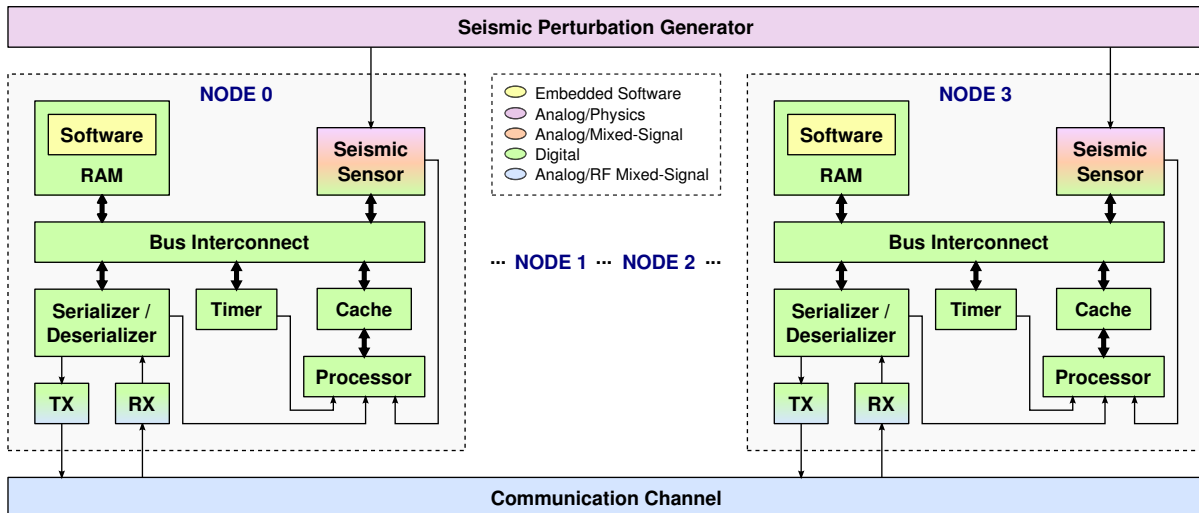 Seismic Perturbation Generator
NODE 0
Software
RAM
Seismic
Sensor
Bus Interconnect
Serializer /
Deserializer
Timer
Cache
Processor
TX
RX
Embedded Software
Analog/Physics
Analog/Mixed-Signal
Digital
Analog/RF Mixed-Signal
··· NODE 1 ··· NODE 2 ···
NODE 3
Software
RAM
Seismic
Sensor
Bus Interconnect
Serializer /
Deserializer
Timer
Cache
Processor
TX
RX
Communication Channel